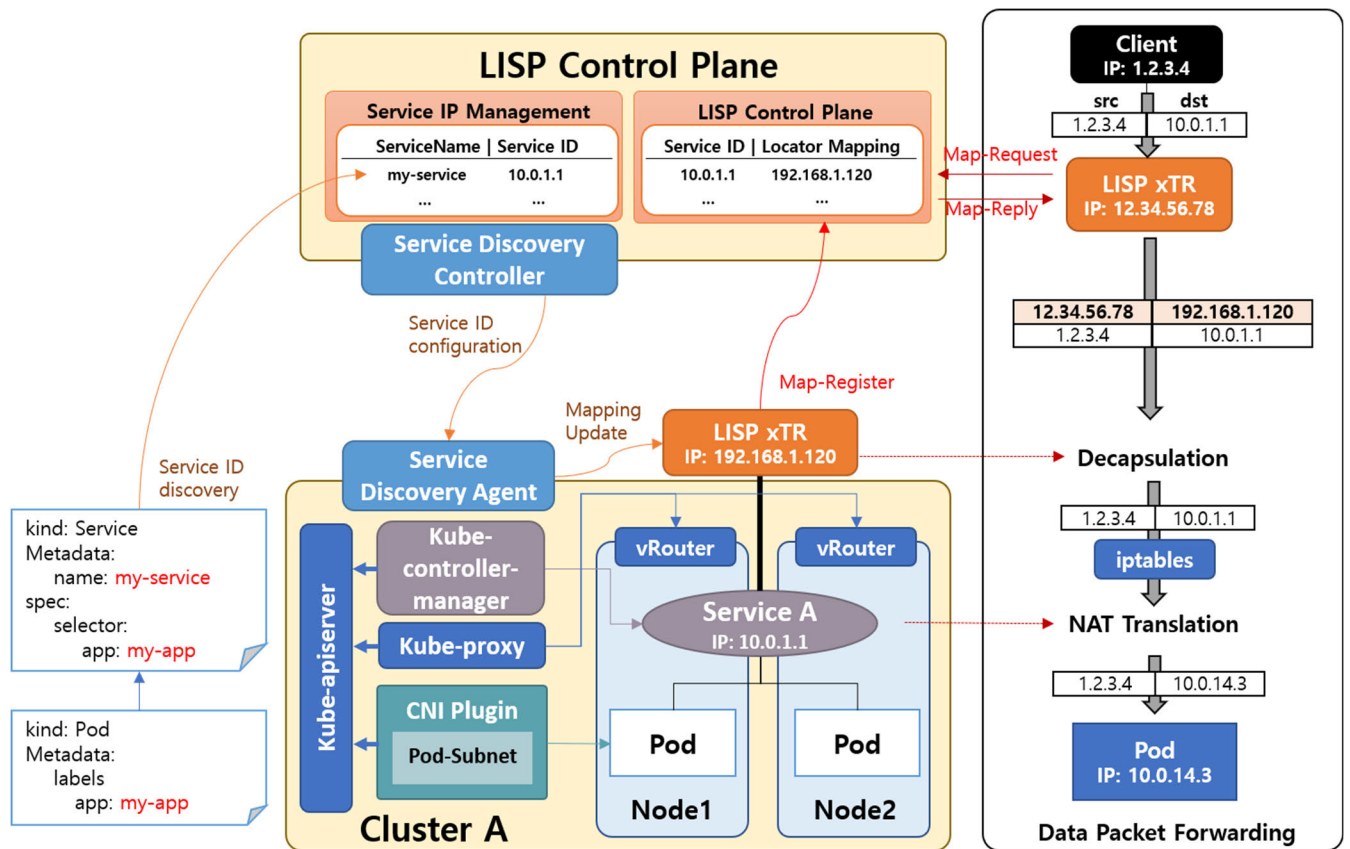 LISP Control Plane
Service IP Management
ServiceName | Service ID
my-service 10.0.1.1
... ...
LISP Control Plane
Service ID | Locator Mapping
10.0.1.1 192.168.1.120
... ...
Service Discovery
Controller
Service ID
configuration
Map-Request
Map-Reply
Map-Register
Mapping
Update
LISP xTR
IP: 192.168.1.120
Service
Discovery Agent
Service ID
discovery
kind: Service
Metadata:
name: my-service
spec:
selector:
app: my-app
kind: Pod
Metadata:
labels
app: my-app
Kube-apiserver
Kube-
controller-
manager
Kube-proxy
CNI Plugin
Pod-Subnet
vRouter
vRouter
Service A
IP: 10.0.1.1
Pod
Pod
Node1
Node2
Cluster A
Client
IP: 1.2.3.4
src dst
1.2.3.4 10.0.1.1
LISP xTR
IP: 12.34.56.78
12.34.56.78 192.168.1.120
1.2.3.4 10.0.1.1
Decapsulation
1.2.3.4 10.0.1.1
iptables
NAT Translation
1.2.3.4 10.0.14.3
Pod
IP: 10.0.14.3
Data Packet Forwarding